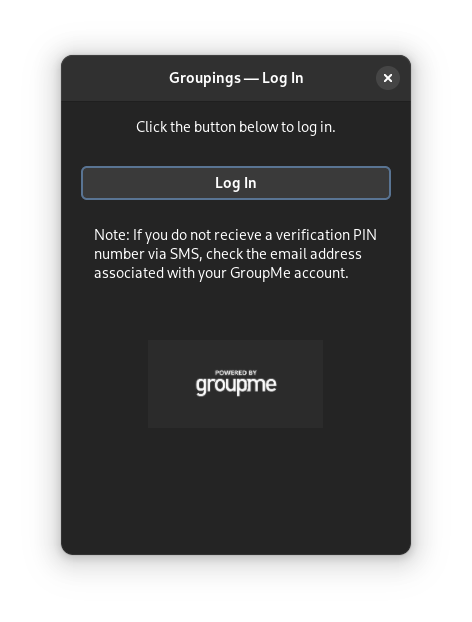 Groupings — Log In
Click the button below to log in.
Log In
Note: If you do not recieve a verification PIN
number via SMS, check the email address
associated with your GroupMe account.
POWERED BY
groupme